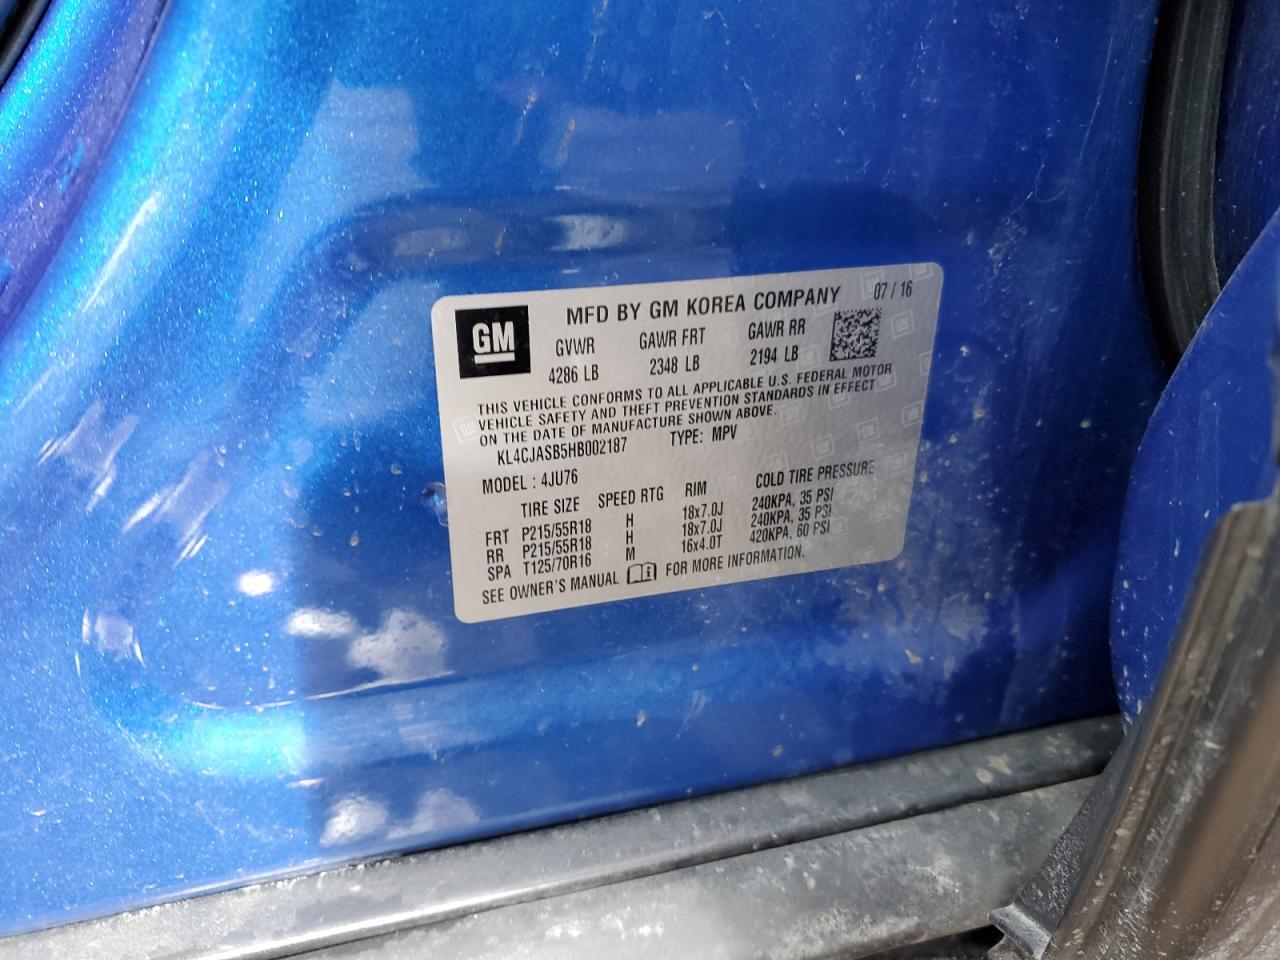 GM
MFD BY GM KOREA COMPANY 07 / 16
GVWR GAWR FRT GAWR RR
4286 LB 2348 LB 2194 LB
THIS VEHICLE CONFORMS TO ALL APPLICABLE U.S. FEDERAL MOTOR
VEHICLE SAFETY AND THEFT PREVENTION STANDARDS IN EFFECT
ON THE DATE OF MANUFACTURE SHOWN ABOVE.
KL4CJASB5HB002187 TYPE: MPV
MODEL : 4JU76
TIRE SIZE SPEED RTG RIM COLD TIRE PRESSURE
FRT P215/55R18 H 18x7.0J 240KPA, 35 PSI
RR P215/55R18 H 18x7.0J 240KPA, 35 PSI
SPA T125/70R16 M 16x4.0T 420KPA, 60 PSI
SEE OWNER'S MANUAL FOR MORE INFORMATION.